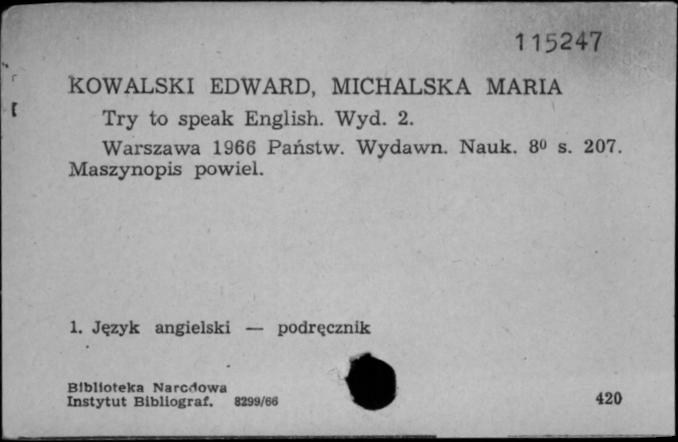 115247
KOWALSKI EDWARD, MICHALSKA MARIA
Try to speak English. Wyd. 2.
Warszawa 1966 Państw. Wydawn. Nauk. 8⁰ s. 207.
Maszynopis powiel.
1. Język angielski — podręcznik
Biblioteka Narodowa
Instytut Bibliograf. 8299/66
420